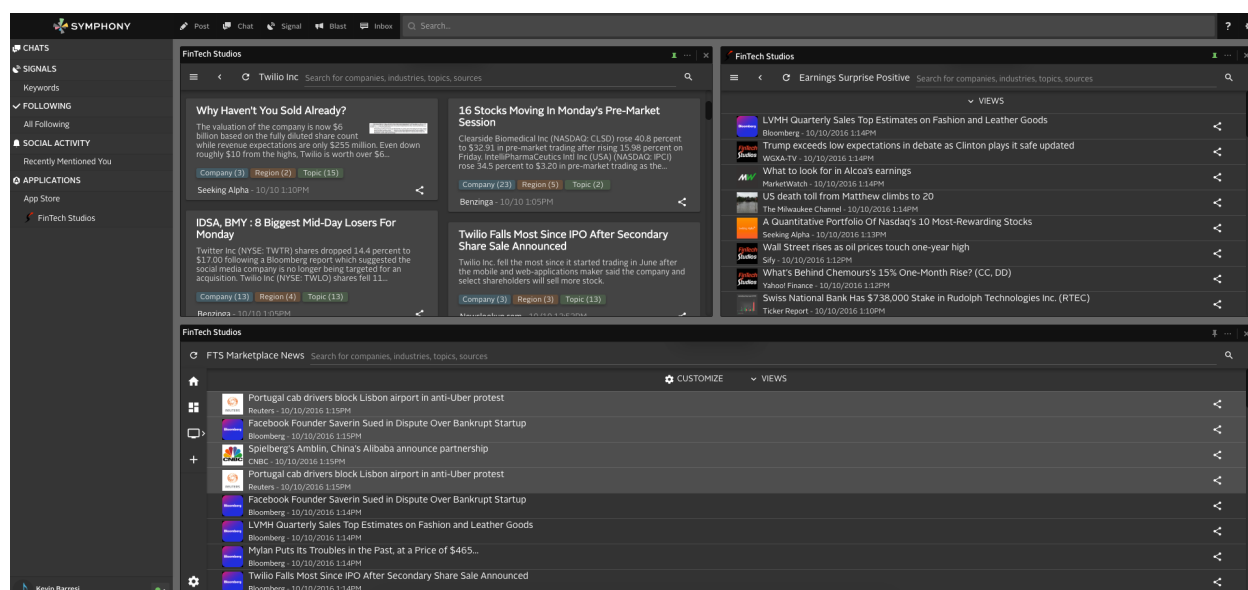 SYMPHONY
Post Chat Signal Blast Inbox Search...
?
CHATS
SIGNALS
Keywords
FOLLOWING
All Following
SOCIAL ACTIVITY
Recently Mentioned You
APPLICATIONS
App Store
FinTech Studios
Kevin Barresi
FinTech Studios
Twilio Inc Search for companies, industries, topics, sources
Why Haven't You Sold Already?
The valuation of the company is now $6
billion based on the fully diluted share count
while revenue expectations are only $255 million. Even down
roughly $10 from the highs, Twilio is worth over $6...
Company (3) Region (2) Topic (15)
Seeking Alpha - 10/10 1:10PM
16 Stocks Moving In Monday's Pre-Market
Session
Clearside Biomedical Inc (NASDAQ: CLSD) rose 40.8 percent
to $32.91 in pre-market trading after rising 15.98 percent on
Friday. IntelliPharmaCeutics Intl Inc (USA) (NASDAQ: IPCI)
rose 34.5 percent to $3.20 in pre-market trading as the...
Company (23) Region (5) Topic (2)
Benzinga - 10/10 1:05PM
IDSA, BMY : 8 Biggest Mid-Day Losers For
Monday
Twitter Inc (NYSE: TWTR) shares dropped 14.4 percent to
$17.00 following a Bloomberg report which suggested the
social media company is no longer being targeted for an
acquisition. Twilio Inc (NYSE: TWLO) shares fell 11...
Company (13) Region (4) Topic (13)
Benzinga - 10/10 1:05PM
Twilio Falls Most Since IPO After Secondary
Share Sale Announced
Twilio Inc. fell the most since it started trading in June after
the mobile and web-applications maker said the company and
select shareholders will sell more stock.
Company (3) Region (3) Topic (13)
FinTech Studios
Earnings Surprise Positive Search for companies, industries, topics, sources
VIEWS
LVMH Quarterly Sales Top Estimates on Fashion and Leather Goods
Bloomberg - 10/10/2016 1:14PM
Trump exceeds low expectations in debate as Clinton plays it safe updated
WGXA-TV - 10/10/2016 1:14PM
What to look for in Alcoa's earnings
MarketWatch - 10/10/2016 1:14PM
US death toll from Matthew climbs to 20
The Milwaukee Channel - 10/10/2016 1:14PM
A Quantitative Portfolio Of Nasdaq's 10 Most-Rewarding Stocks
Seeking Alpha - 10/10/2016 1:13PM
Wall Street rises as oil prices touch one-year high
Sify - 10/10/2016 1:12PM
What's Behind Chemours's 15% One-Month Rise? (CC, DD)
Yahoo! Finance - 10/10/2016 1:12PM
Swiss National Bank Has $738,000 Stake in Rudolph Technologies Inc. (RTEC)
Ticker Report - 10/10/2016 1:10PM
FinTech Studios
FTS Marketplace News Search for companies, industries, topics, sources
CUSTOMIZE VIEWS
Portugal cab drivers block Lisbon airport in anti-Uber protest
Reuters - 10/10/2016 1:15PM
Facebook Founder Saverin Sued in Dispute Over Bankrupt Startup
Bloomberg - 10/10/2016 1:15PM
Spielberg's Amblin, China's Alibaba announce partnership
CNBC - 10/10/2016 1:15PM
Portugal cab drivers block Lisbon airport in anti-Uber protest
Reuters - 10/10/2016 1:15PM
Facebook Founder Saverin Sued in Dispute Over Bankrupt Startup
Bloomberg - 10/10/2016 1:14PM
LVMH Quarterly Sales Top Estimates on Fashion and Leather Goods
Bloomberg - 10/10/2016 1:14PM
Mylan Puts Its Troubles in the Past, at a Price of $465...
Bloomberg - 10/10/2016 1:14PM
Twilio Falls Most Since IPO After Secondary Share Sale Announced
Bloomberg - 10/10/2016 1:14PM